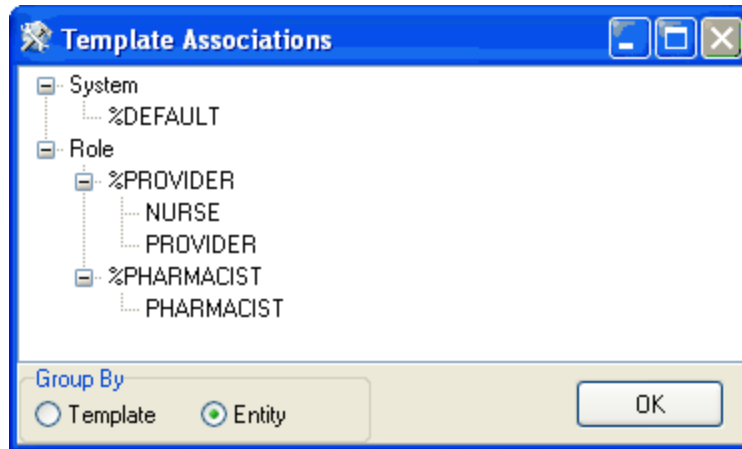 Template Associations
System
%DEFAULT
Role
%PROVIDER
NURSE
PROVIDER
%PHARMACIST
PHARMACIST
Group By
Template Entity
OK